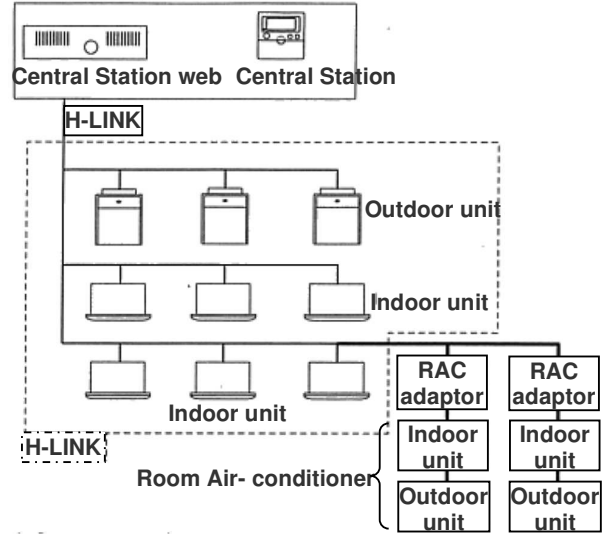 Central Station web Central Station
H-LINK
Outdoor unit
Indoor unit
Indoor unit
RAC
adaptor
RAC
adaptor
H-LINK
Room Air- conditioner
Indoor
unit
Indoor
unit
Outdoor
unit
Outdoor
unit